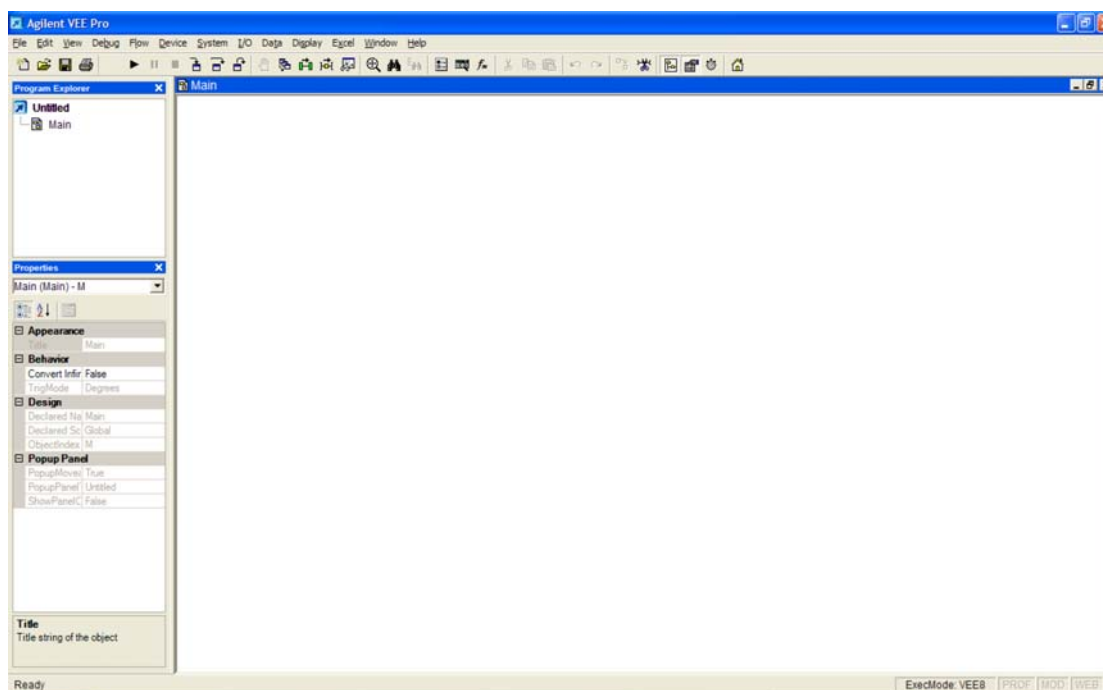 Agilent VEE Pro
File Edit View Debug Flow Device System I/O Data Display Excel Window Help
Program Explorer
Main
Untitled
Main
Properties
Main (Main) - M
Appearance
Title Main
Behavior
Convert Infir False
TrigMode Degrees
Design
Declared Na Main
Declared Sc Global
ObjectIndex M
Popup Panel
PopupMovea True
PopupPanelT Untitled
ShowPanelC False
Title
Title string of the object
Ready
ExecMode: VEE8 PROF MOD WEB